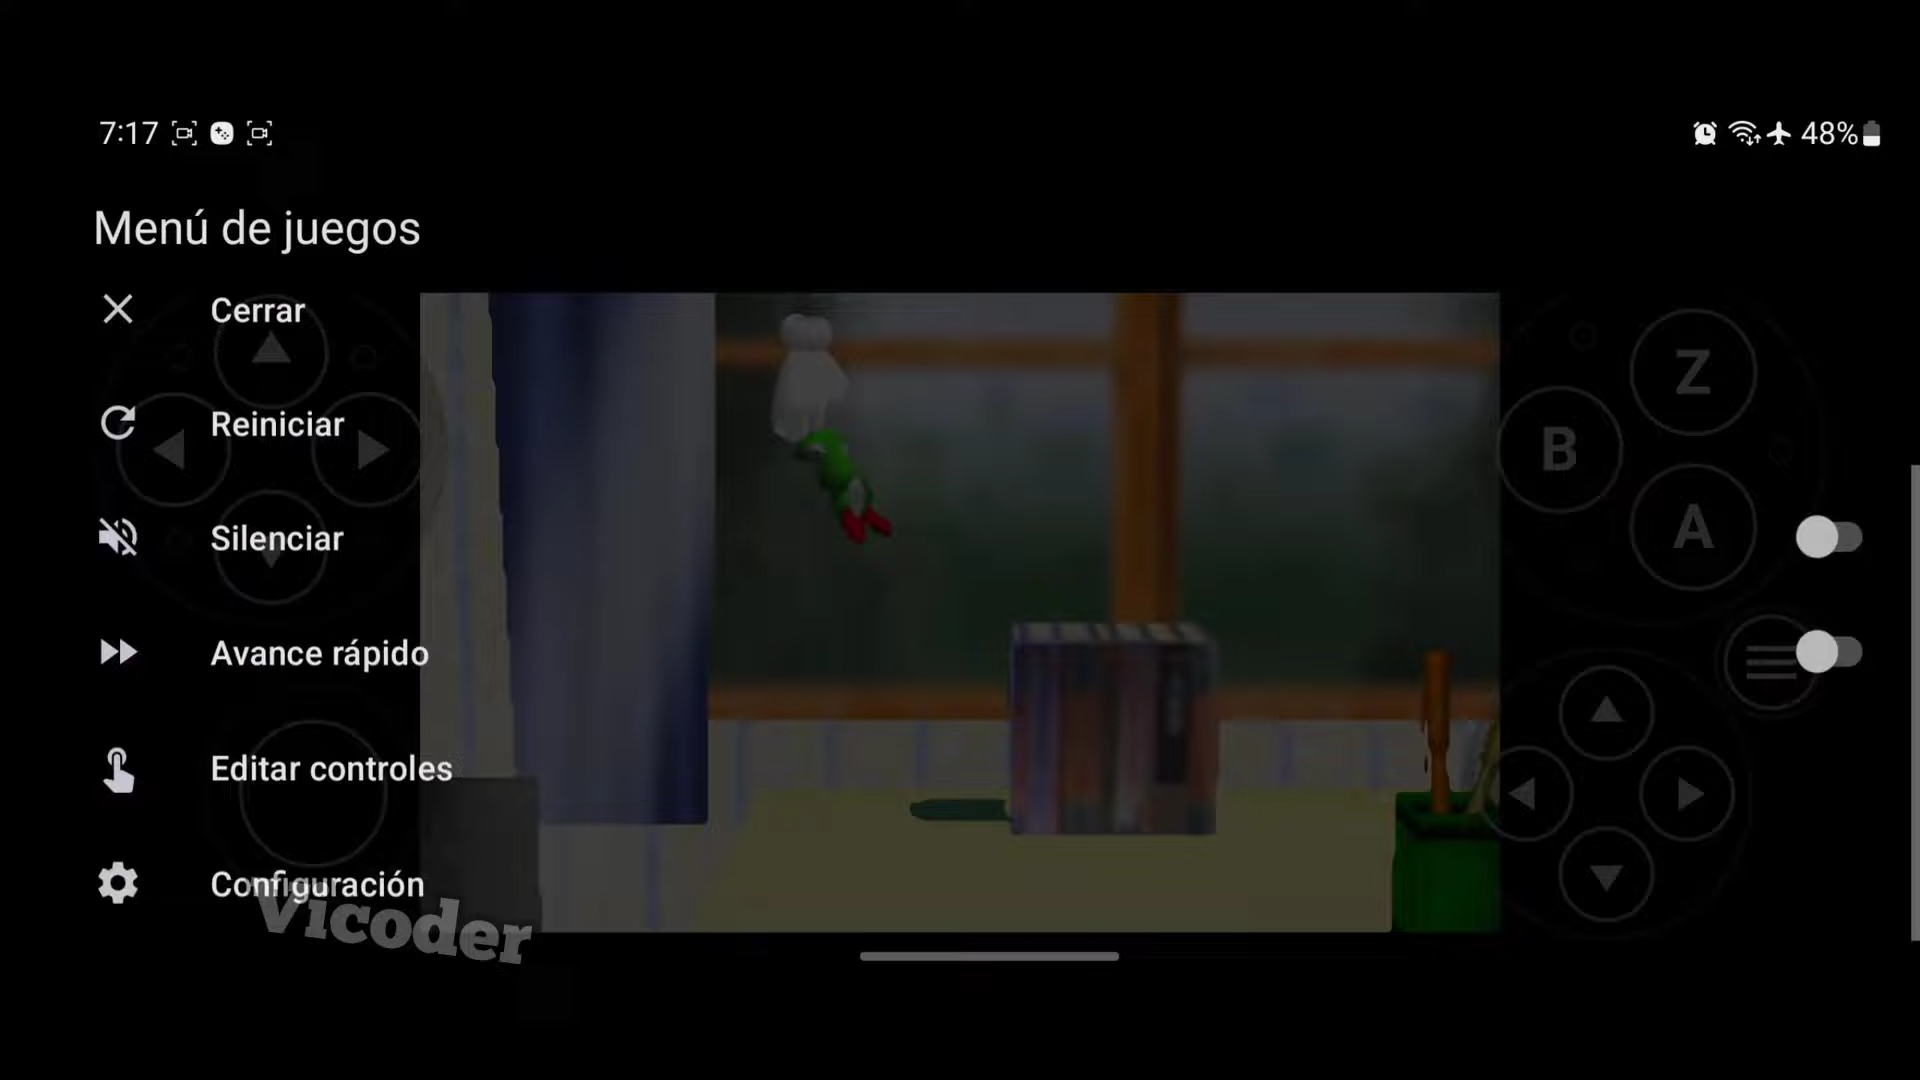 7:17
48%
Menú de juegos
Cerrar
Reiniciar
Silenciar
Avance rápido
Editar controles
Configuración
Vicoder
Z
B
A